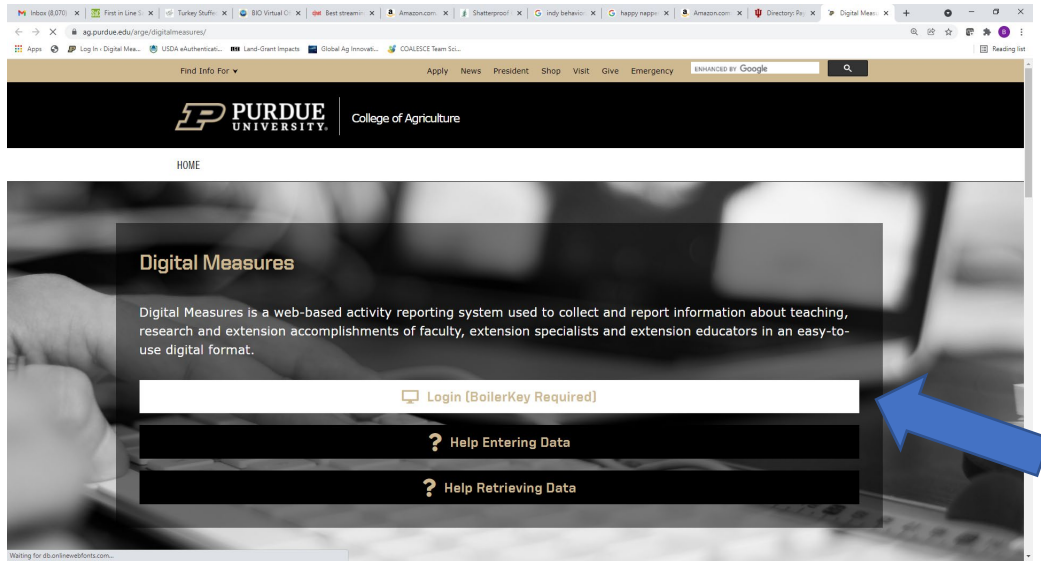 Inbox (8,070)
First in Line S
Turkey Stuffin
BIO Virtual O
Best streamin
Amazon.com
Shatterproof
indy behavior
happy nappe
Amazon.com
Directory: Re
Digital Meas
ag.purdue.edu/arge/digitalmeasures/
B
Apps
Log In - Digital Mea...
USDA eAuthenticati...
Land-Grant Impacts
Global Ag Innovati...
COALESCE Team Sci...
Reading list
Find Info For
Apply News President Shop Visit Give Emergency
ENHANCED BY Google
PURDUE
UNIVERSITY®
College of Agriculture
HOME
Digital Measures
Digital Measures is a web-based activity reporting system used to collect and report information about teaching,
research and extension accomplishments of faculty, extension specialists and extension educators in an easy-to-
use digital format.
Login (BoilerKey Required)
? Help Entering Data
? Help Retrieving Data
Waiting for db.onlinewebfonts.com...